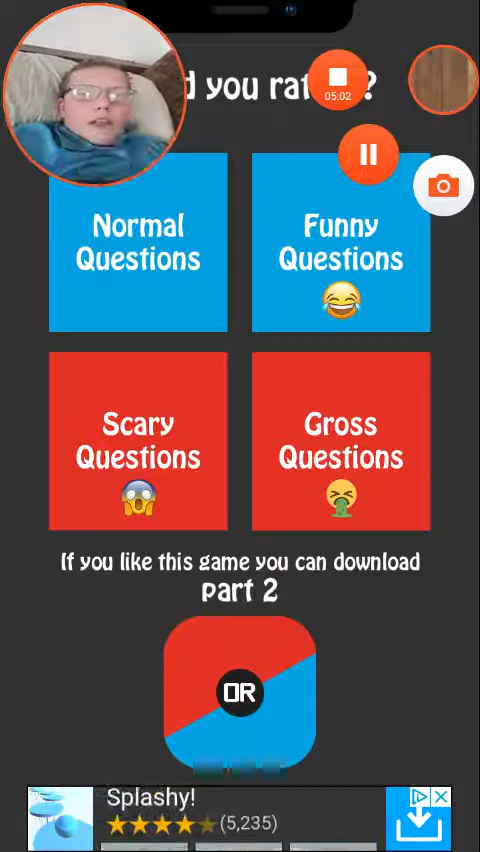 d you rat ?
05:02
Normal
Questions
Funny
Questions
Scary
Questions
Gross
Questions
If you like this game you can download
part 2
OR
Splashy!
(5,235)